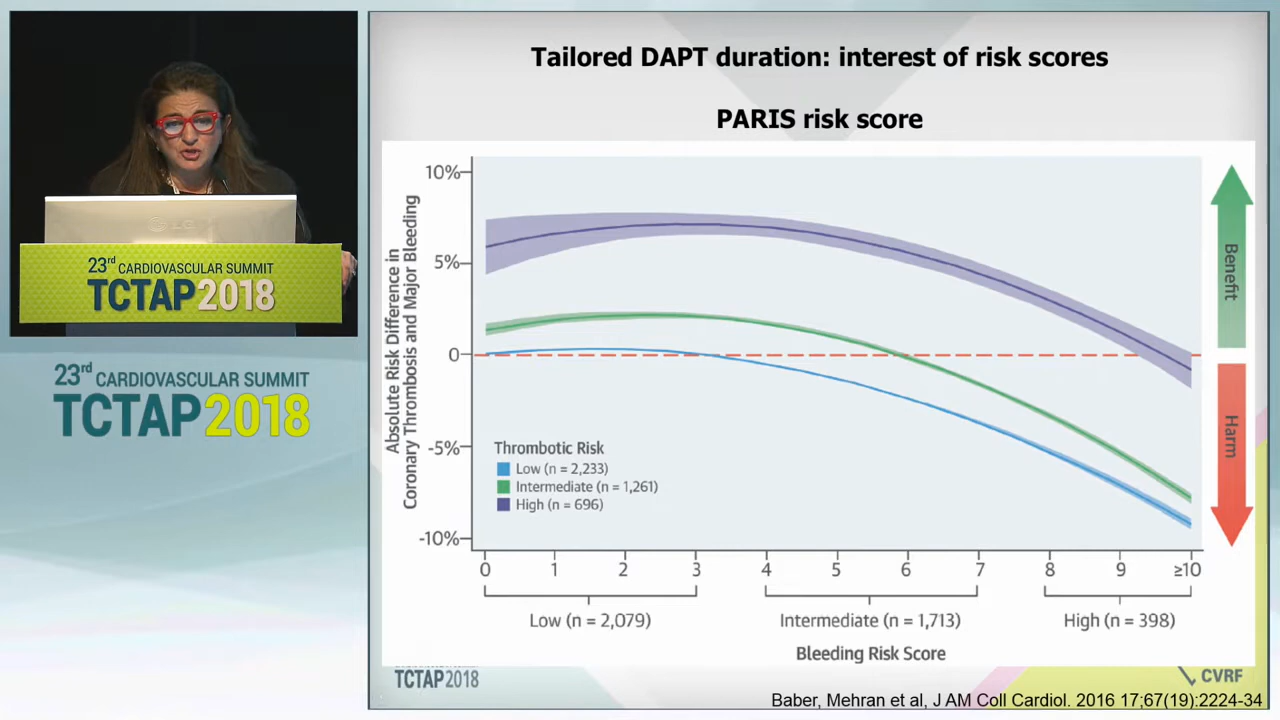 23rd CARDIOVASCULAR SUMMIT
TCTAP2018
23rd CARDIOVASCULAR SUMMIT
TCTAP2018
Tailored DAPT duration: interest of risk scores
PARIS risk score
Absolute Risk Difference in
Coronary Thrombosis and Major Bleeding
10%
5%
0
-5%
-10%
Thrombotic Risk
Low (n = 2,233)
Intermediate (n = 1,261)
High (n = 696)
Benefit
Harm
0 1 2 3 4 5 6 7 8 9 ≥10
Low (n = 2,079) Intermediate (n = 1,713) High (n = 398)
Bleeding Risk Score
TCTAP2018
CVRF
Baber, Mehran et al, J AM Coll Cardiol. 2016 17;67(19):2224-34